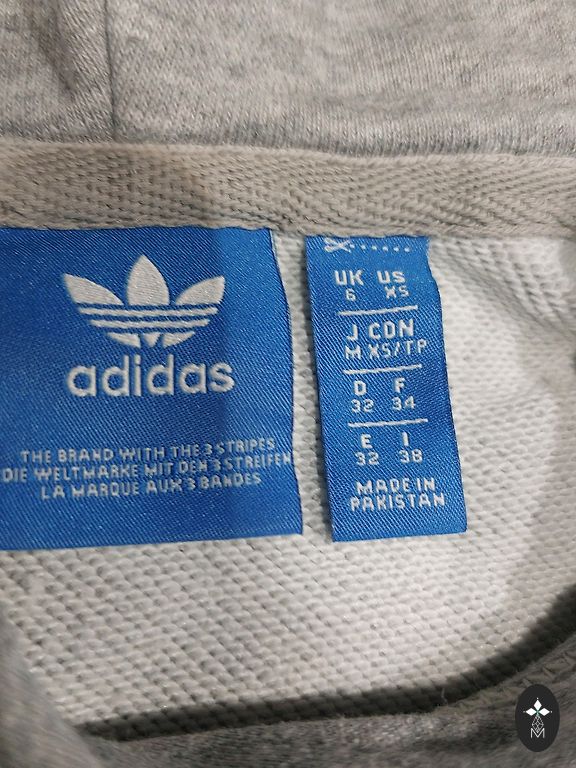 adidas
THE BRAND WITH THE 3 STRIPES
DIE WELTMARKE MIT DEN 3 STREIFEN
LA MARQUE AUX 3 BANDES
UK US
6 XS
J CDN
M XS/TP
D F
32 34
E I
32 38
MADE IN
PAKISTAN
M